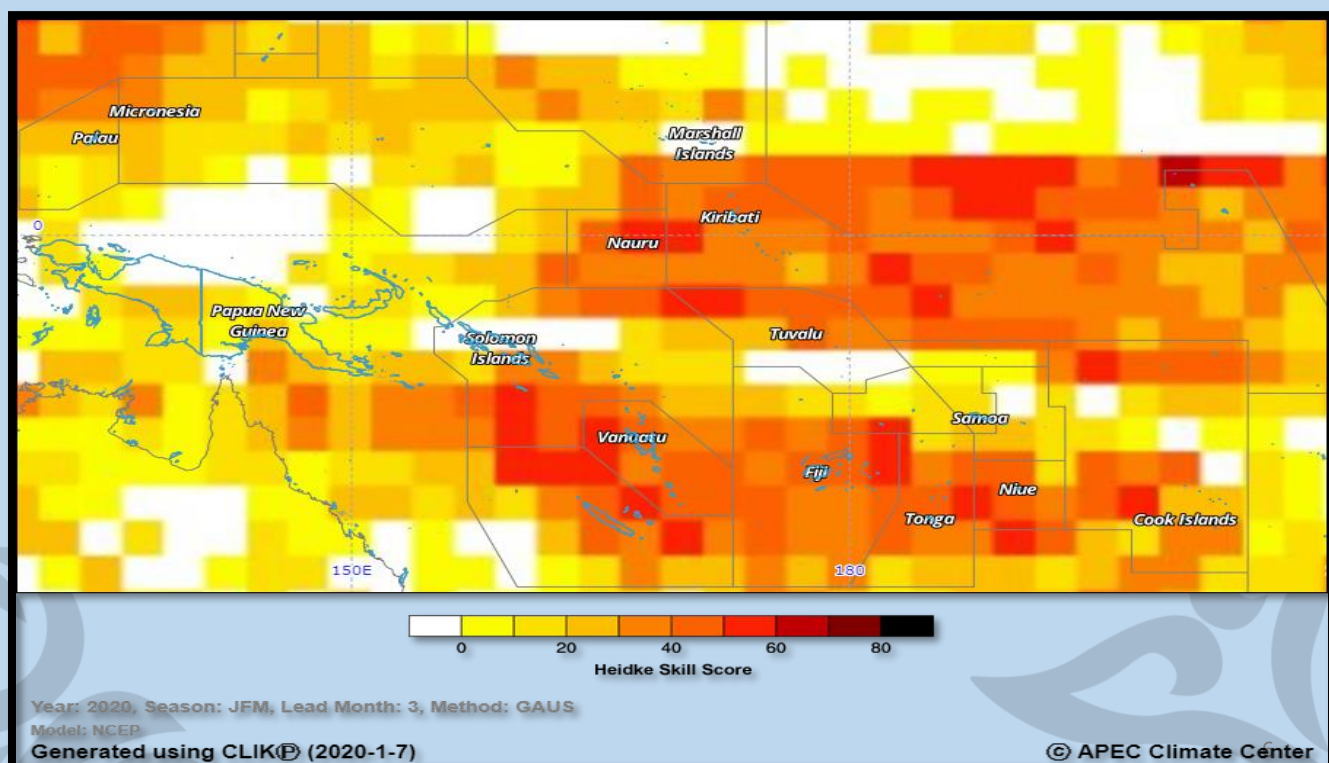 Micronesia
Palau
Marshall
Islands
Kiribati
0
Nauru
Papua New
Guinea
Solomon
Islands
Tuvalu
Samoa
Vanuatu
Fiji
Niue
Tonga
Cook Islands
150E
180
0 20 40 60 80
Heidke Skill Score
Year: 2020, Season: JFM, Lead Month: 3, Method: GAUS
Model: NCEP
Generated using CLIKⓅ (2020-1-7)
© APEC Climate Center